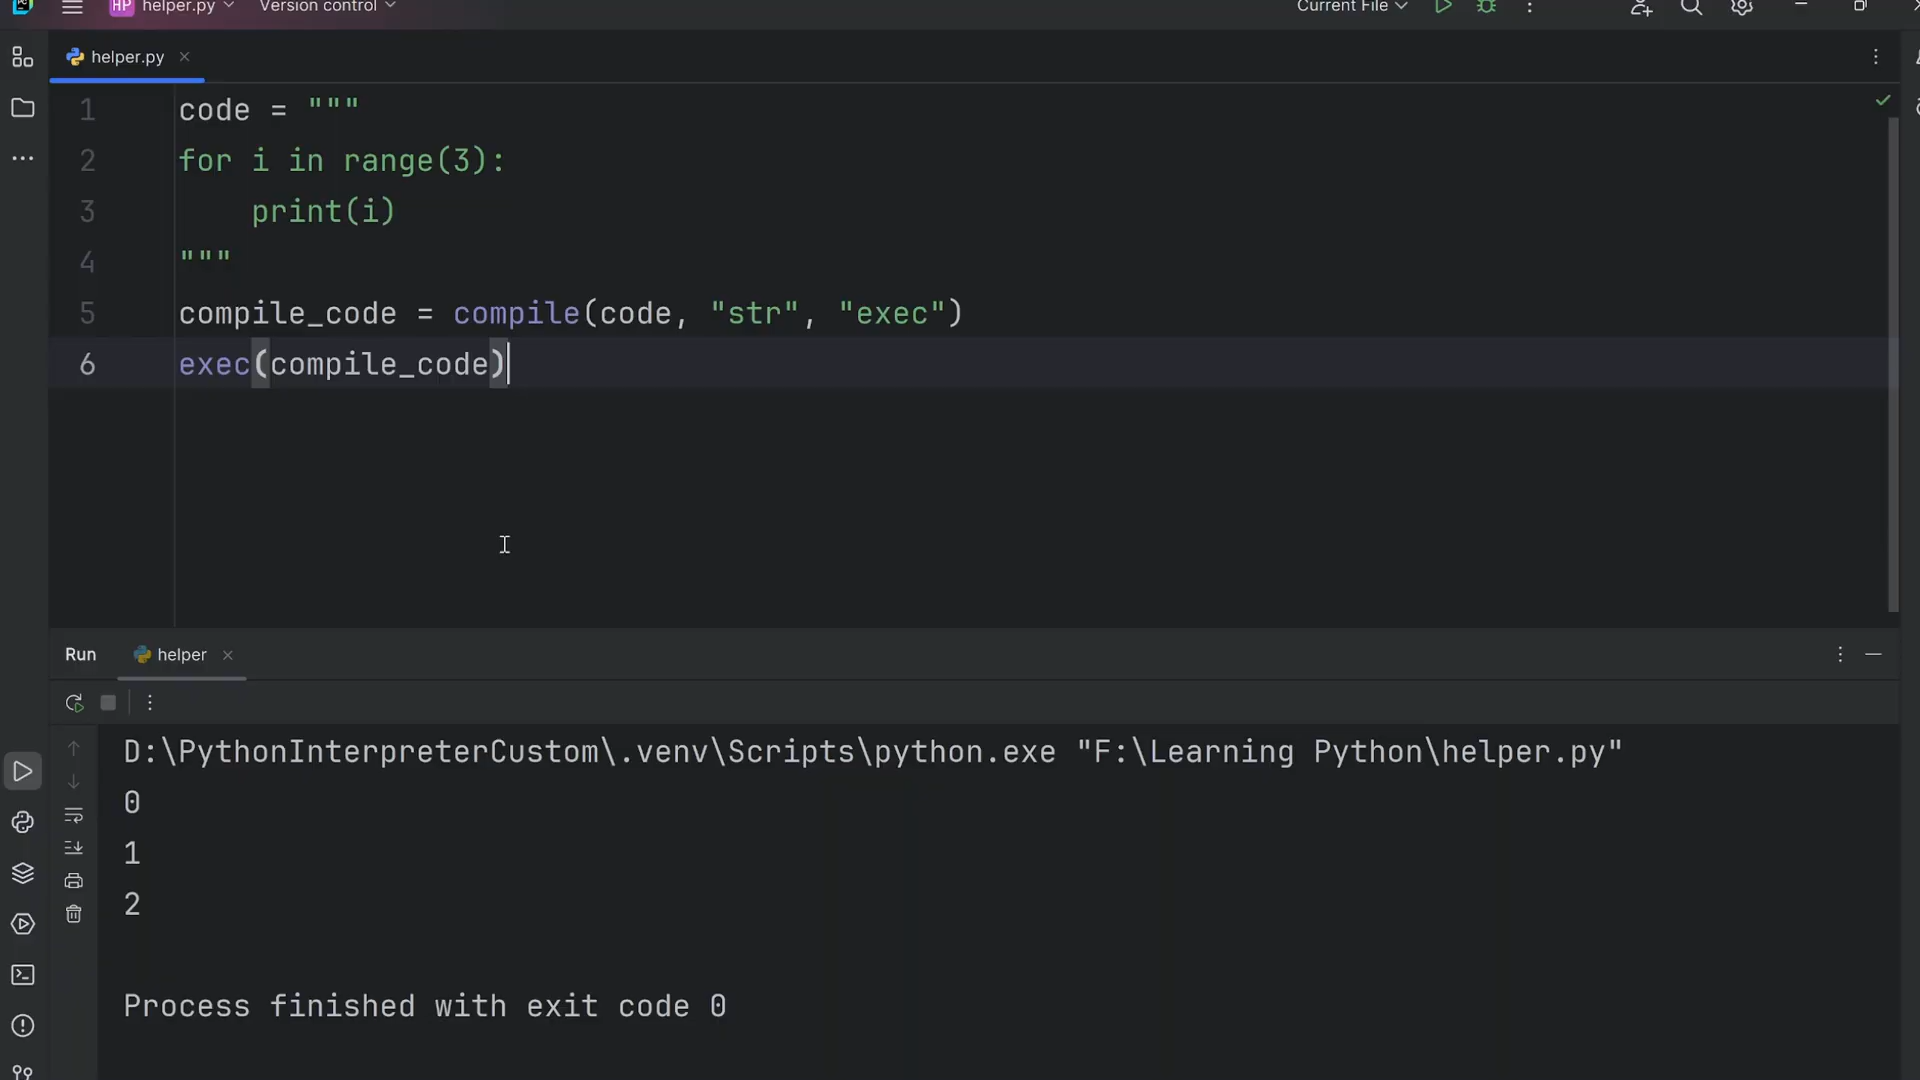 HP helper.py Version control Current File
helper.py
1 code = """
2 for i in range(3):
3     print(i)
4 """
5 compile_code = compile(code, "str", "exec")
6 exec(compile_code)
Run helper
D:\PythonInterpreterCustom\.venv\Scripts\python.exe "F:\Learning Python\helper.py"
0
1
2
Process finished with exit code 0